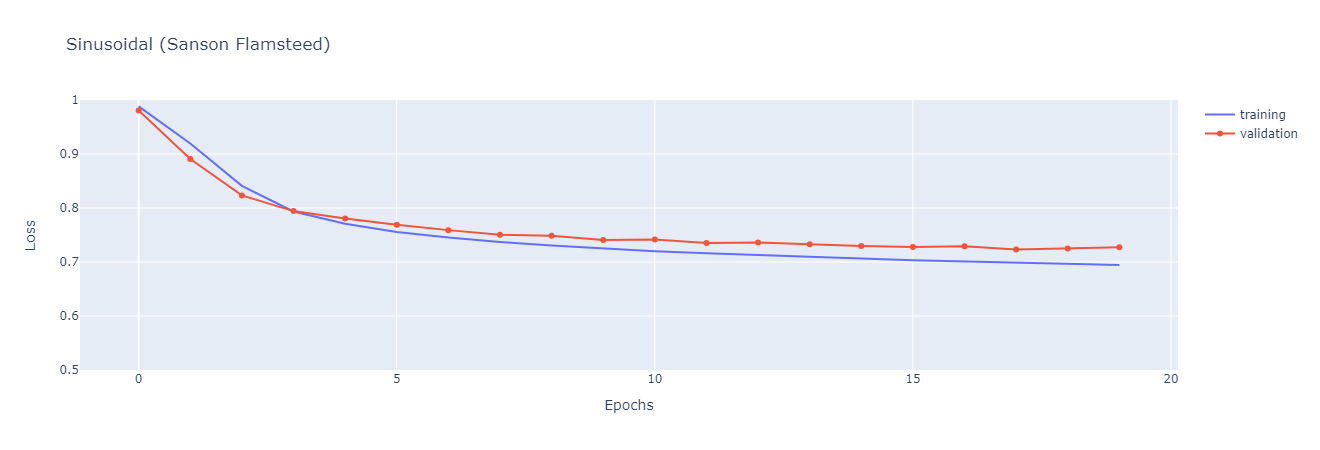 Sinusoidal (Sanson Flamsteed)
1
0.9
0.8
0.7
0.6
0.5
Loss
0 5 10 15 20
Epochs
training
validation